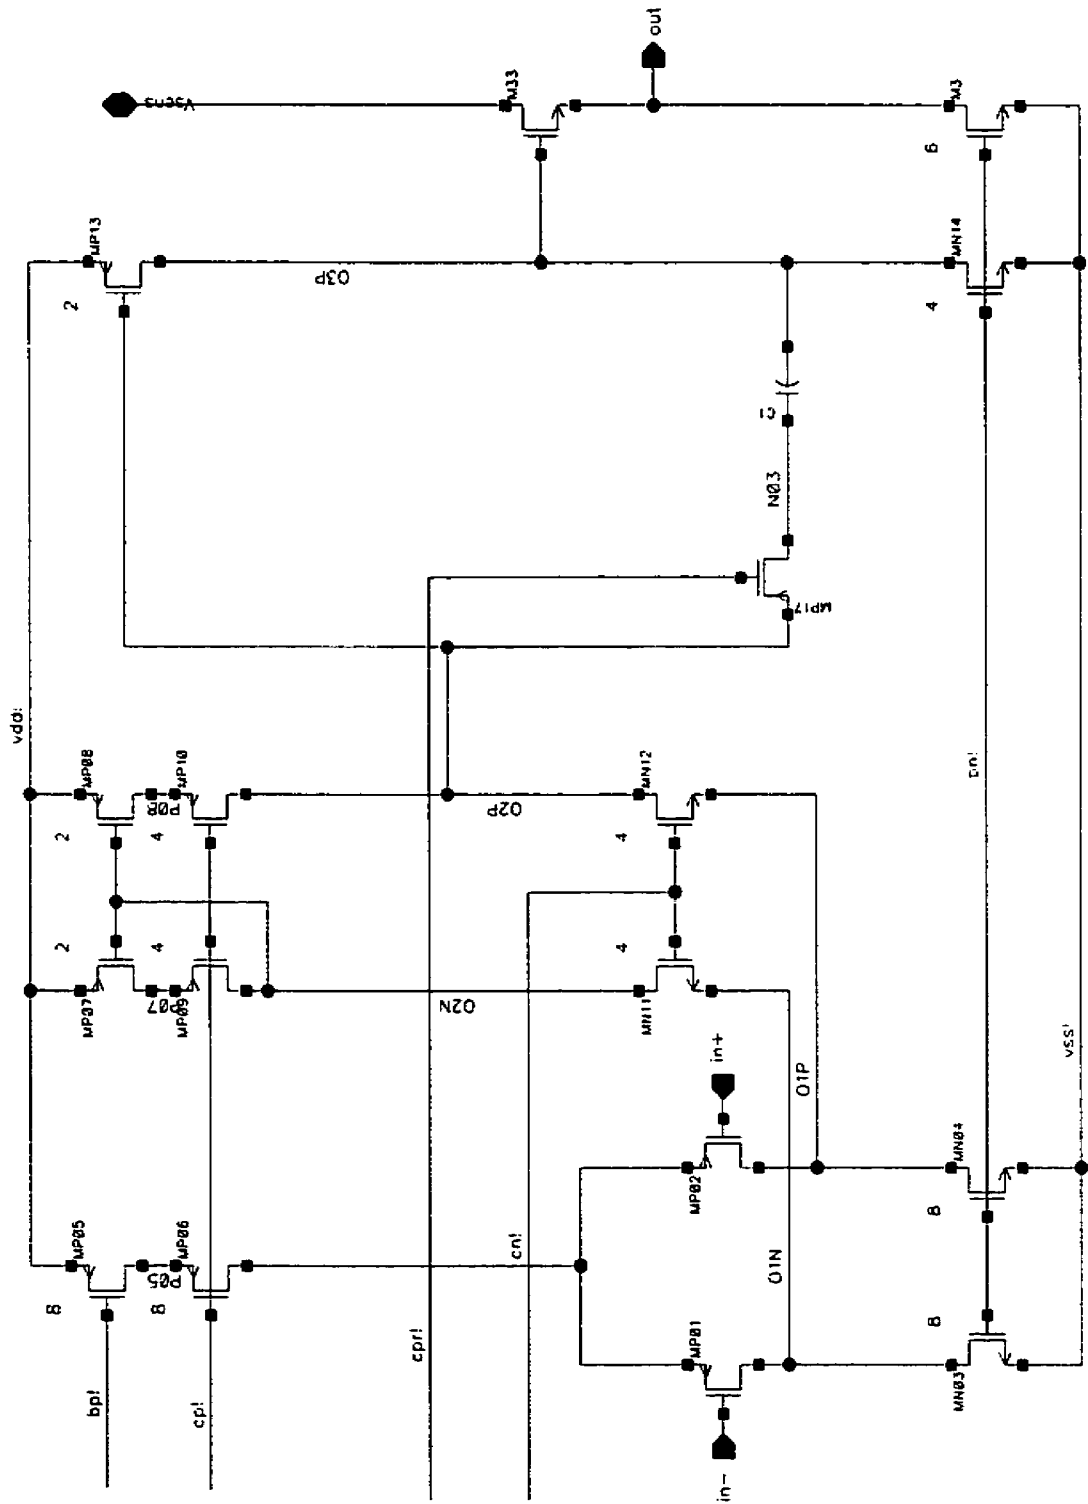 out
M33
Vsens
M3
6
MP13
2
O3P
MN14
4
C1
N03
MP17
vdd!
MP08
P08
MP10
2
4
O2P
MN12
4
bn!
2
4
MP07
P07
MP09
O2N
4
MN11
in+
O1P
vss!
MP05
P05
MP06
8
8
cn!
MP02
MN04
8
O1N
cpr!
bp!
cp!
MP01
8
MN03
in-